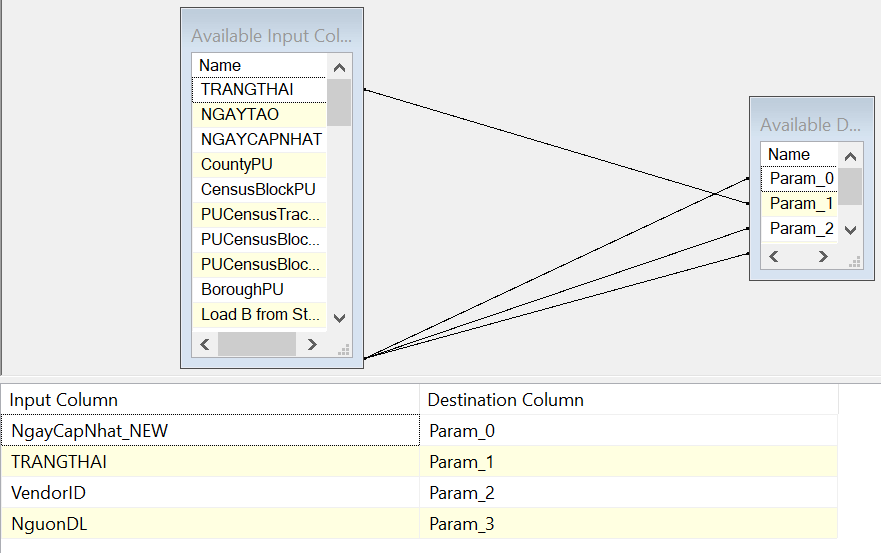 Available Input Col...
Name
TRANGTHAI
NGAYTAO
NGAYCAPNHAT
CountyPU
CensusBlockPU
PUCensusTrac...
PUCensusBloc...
PUCensusBloc...
BoroughPU
Load B from St...
Available D...
Name
Param_0
Param_1
Param_2
Input Column Destination Column
NgayCapNhat_NEW Param_0
TRANGTHAI Param_1
VendorID Param_2
NguonDL Param_3